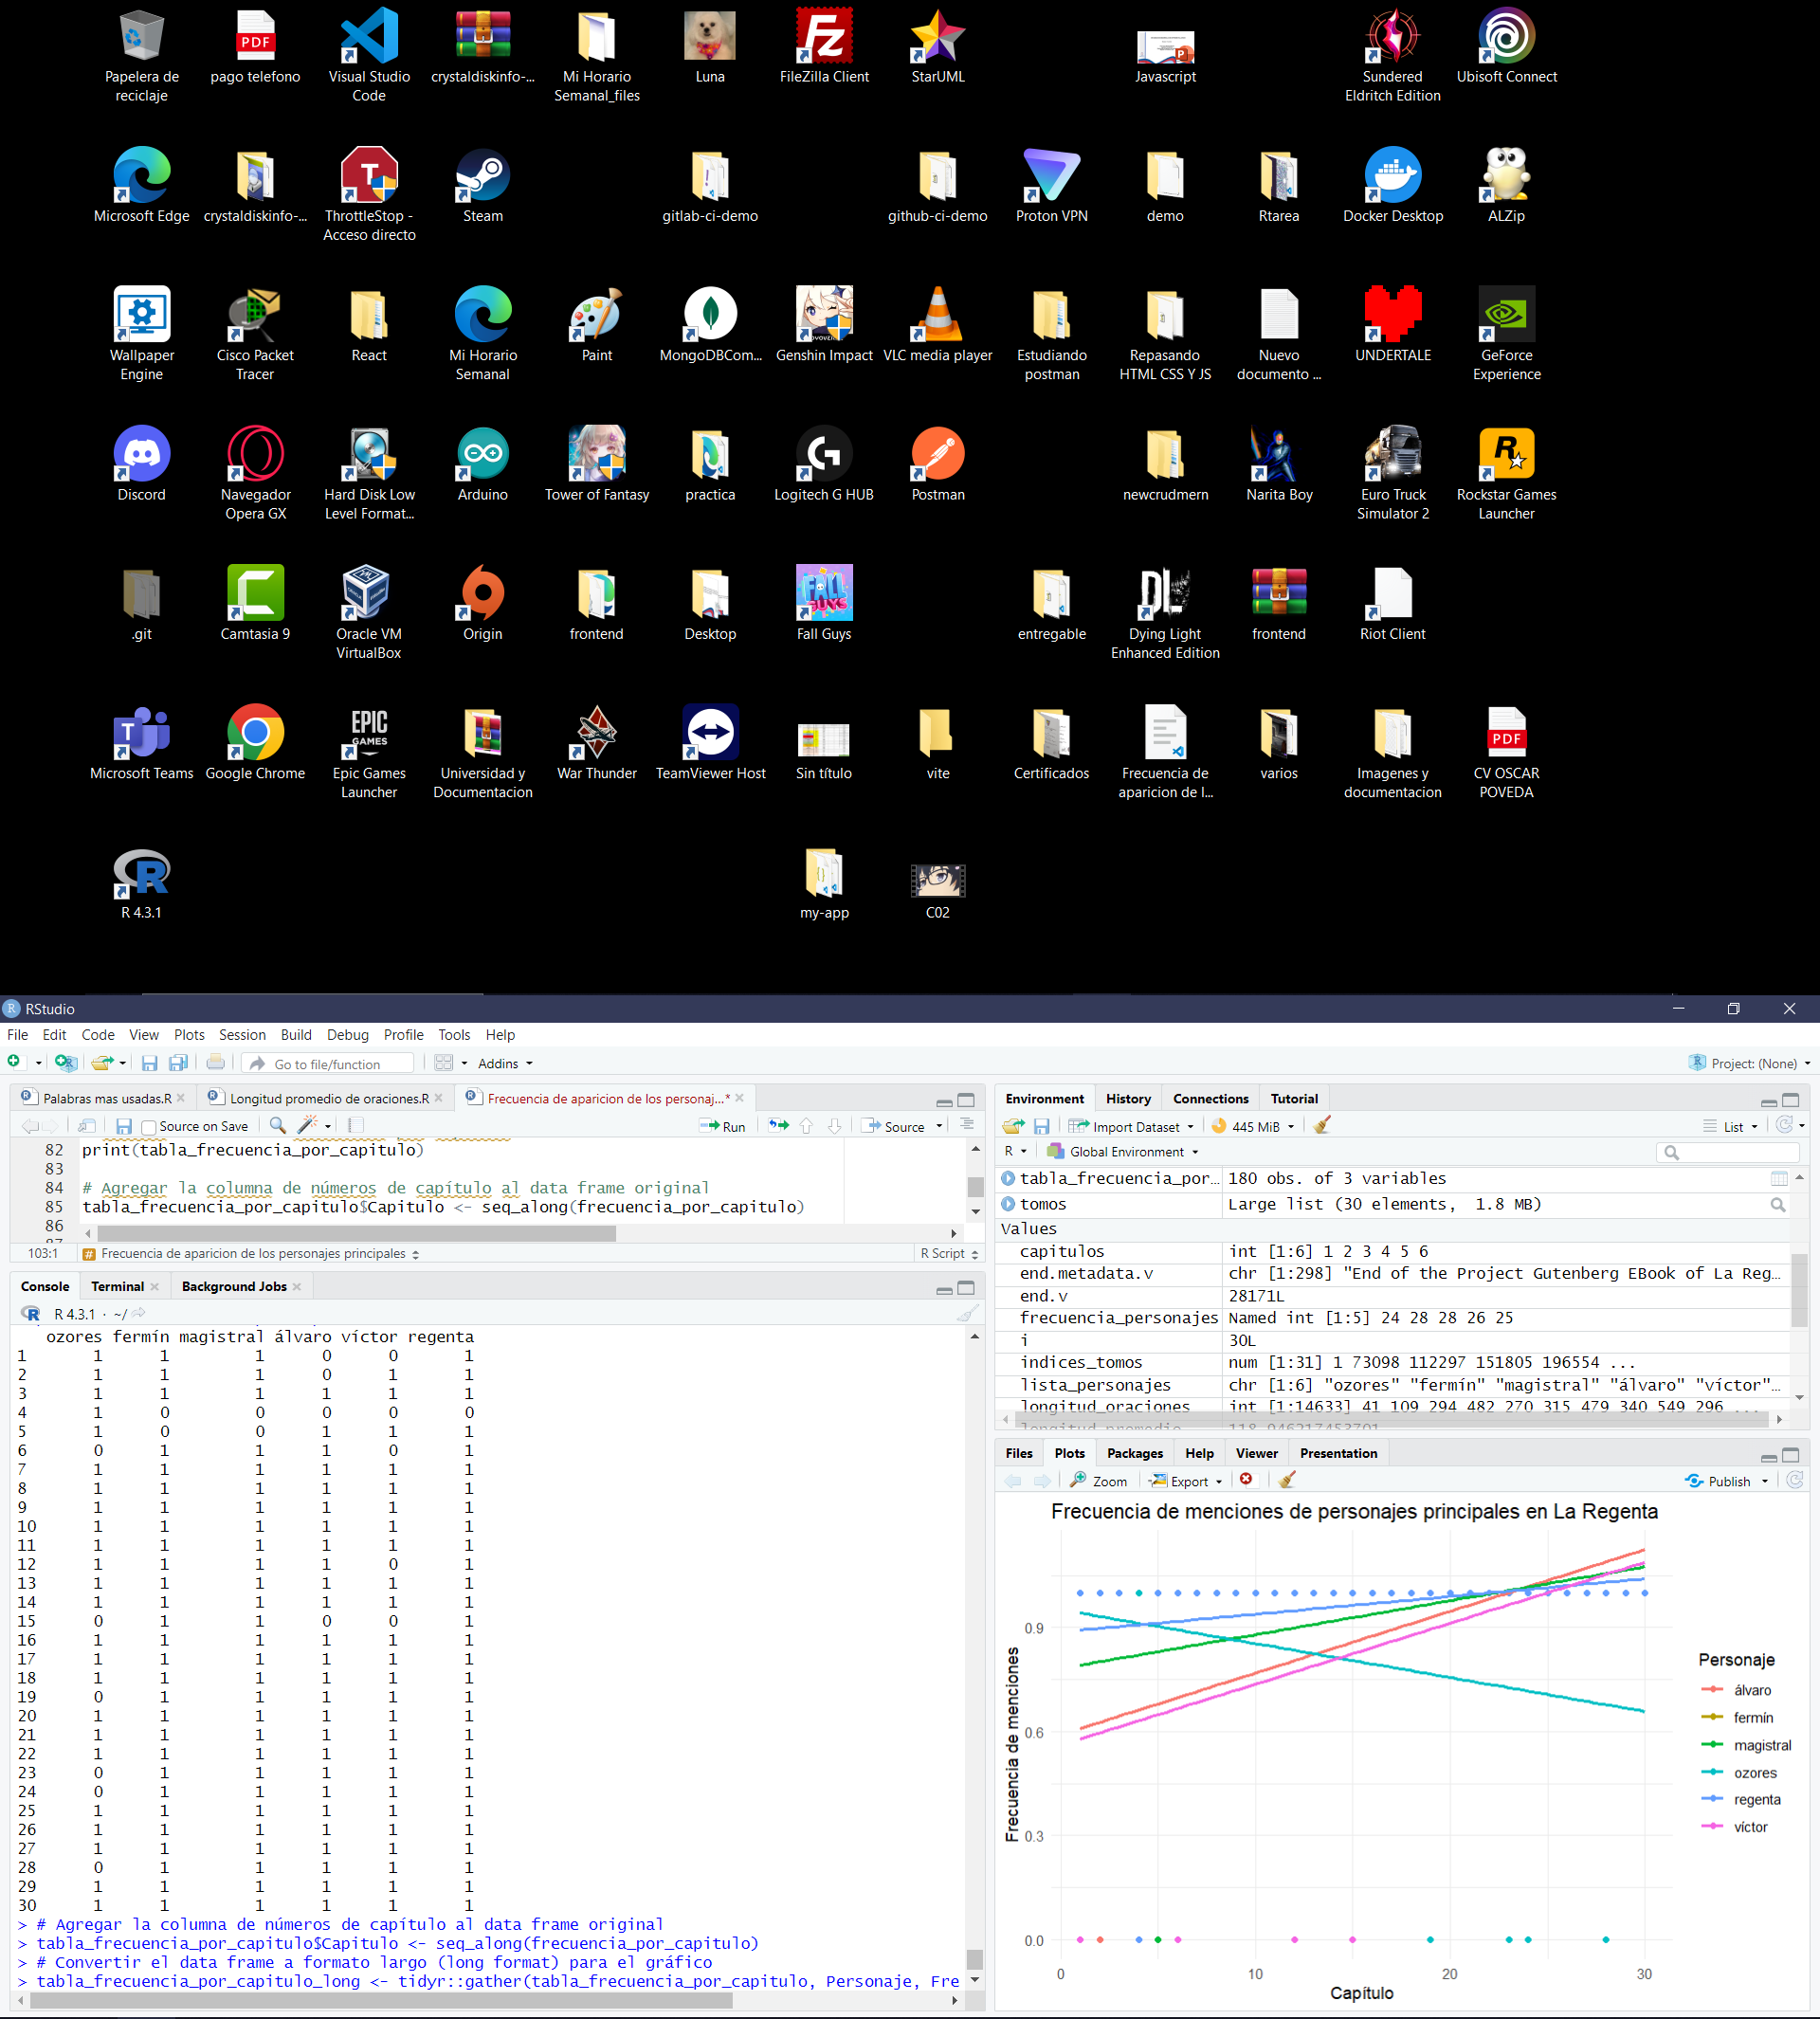 Papelera de reciclaje
pago telefono
Visual Studio Code
crystaldiskinfo-...
Mi Horario Semanal_files
Luna
FileZilla Client
StarUML
Javascript
Sundered Eldritch Edition
Ubisoft Connect
Microsoft Edge
crystaldiskinfo-...
ThrottleStop - Acceso directo
Steam
gitlab-ci-demo
github-ci-demo
Proton VPN
demo
Rtarea
Docker Desktop
ALZip
Wallpaper Engine
Cisco Packet Tracer
React
Mi Horario Semanal
Paint
MongoDBCom...
Genshin Impact
VLC media player
Estudiando postman
Repasando HTML CSS Y JS
Nuevo documento ...
UNDERTALE
GeForce Experience
Discord
Navegador Opera GX
Hard Disk Low Level Format...
Arduino
Tower of Fantasy
practica
Logitech G HUB
Postman
newcrudmern
Narita Boy
Euro Truck Simulator 2
Rockstar Games Launcher
.git
Camtasia 9
Oracle VM VirtualBox
Origin
frontend
Desktop
Fall Guys
entregable
Dying Light Enhanced Edition
frontend
Riot Client
Microsoft Teams
Google Chrome
Epic Games Launcher
Universidad y Documentacion
War Thunder
TeamViewer Host
Sin título
vite
Certificados
Frecuencia de aparicion de l...
varios
Imagenes y documentacion
CV OSCAR POVEDA
R 4.3.1
my-app
C02
RStudio
File Edit Code View Plots Session Build Debug Profile Tools Help
Go to file/function Addins Project: (None)
Palabras mas usadas.R Longitud promedio de oraciones.R Frecuencia de aparicion de los personaj...*
Source on Save Run Source
82 print(tabla_frecuencia_por_capitulo)
83
84 # Agregar la columna de números de capítulo al data frame original
85 tabla_frecuencia_por_capitulo$Capitulo <- seq_along(frecuencia_por_capitulo)
86
87
103:1 Frecuencia de aparicion de los personajes principales R Script
Console Terminal Background Jobs
R 4.3.1 · ~/
ozores fermín magistral álvaro víctor regenta
1 1 1 1 0 0 1
2 1 1 1 0 1 1
3 1 1 1 1 1 1
4 1 0 0 0 0 0
5 1 0 0 1 1 1
6 0 1 1 1 0 1
7 1 1 1 1 1 1
8 1 1 1 1 1 1
9 1 1 1 1 1 1
10 1 1 1 1 1 1
11 1 1 1 1 1 1
12 1 1 1 1 0 1
13 1 1 1 1 1 1
14 1 1 1 1 1 1
15 0 1 1 0 0 1
16 1 1 1 1 1 1
17 1 1 1 1 1 1
18 1 1 1 1 1 1
19 0 1 1 1 1 1
20 1 1 1 1 1 1
21 1 1 1 1 1 1
22 1 1 1 1 1 1
23 0 1 1 1 1 1
24 0 1 1 1 1 1
25 1 1 1 1 1 1
26 1 1 1 1 1 1
27 1 1 1 1 1 1
28 0 1 1 1 1 1
29 1 1 1 1 1 1
30 1 1 1 1 1 1
> # Agregar la columna de números de capítulo al data frame original
> tabla_frecuencia_por_capitulo$Capitulo <- seq_along(frecuencia_por_capitulo)
> # Convertir el data frame a formato largo (long format) para el gráfico
> tabla_frecuencia_por_capitulo_long <- tidyr::gather(tabla_frecuencia_por_capitulo, Personaje, Fre
Environment History Connections Tutorial
Import Dataset 445 MiB List
R Global Environment
tabla_frecuencia_por... 180 obs. of 3 variables
tomos Large list (30 elements, 1.8 MB)
Values
capitulos int [1:6] 1 2 3 4 5 6
end.metadata.v chr [1:298] "End of the Project Gutenberg EBook of La Reg...
end.v 28171L
frecuencia_personajes Named int [1:5] 24 28 28 26 25
i 30L
indices_tomos num [1:31] 1 73098 112297 151805 196554 ...
lista_personajes chr [1:6] "ozores" "fermín" "magistral" "álvaro" "víctor"...
longitud_oraciones int [1:14633] 41 109 294 482 270 315 479 340 549 296 ...
longitud_promedio 118.046217453701
Files Plots Packages Help Viewer Presentation
Zoom Export Publish
Frecuencia de menciones de personajes principales en La Regenta
Frecuencia de menciones
0.9
0.6
0.3
0.0
0 10 20 30
Capítulo
Personaje
álvaro
fermín
magistral
ozores
regenta
víctor